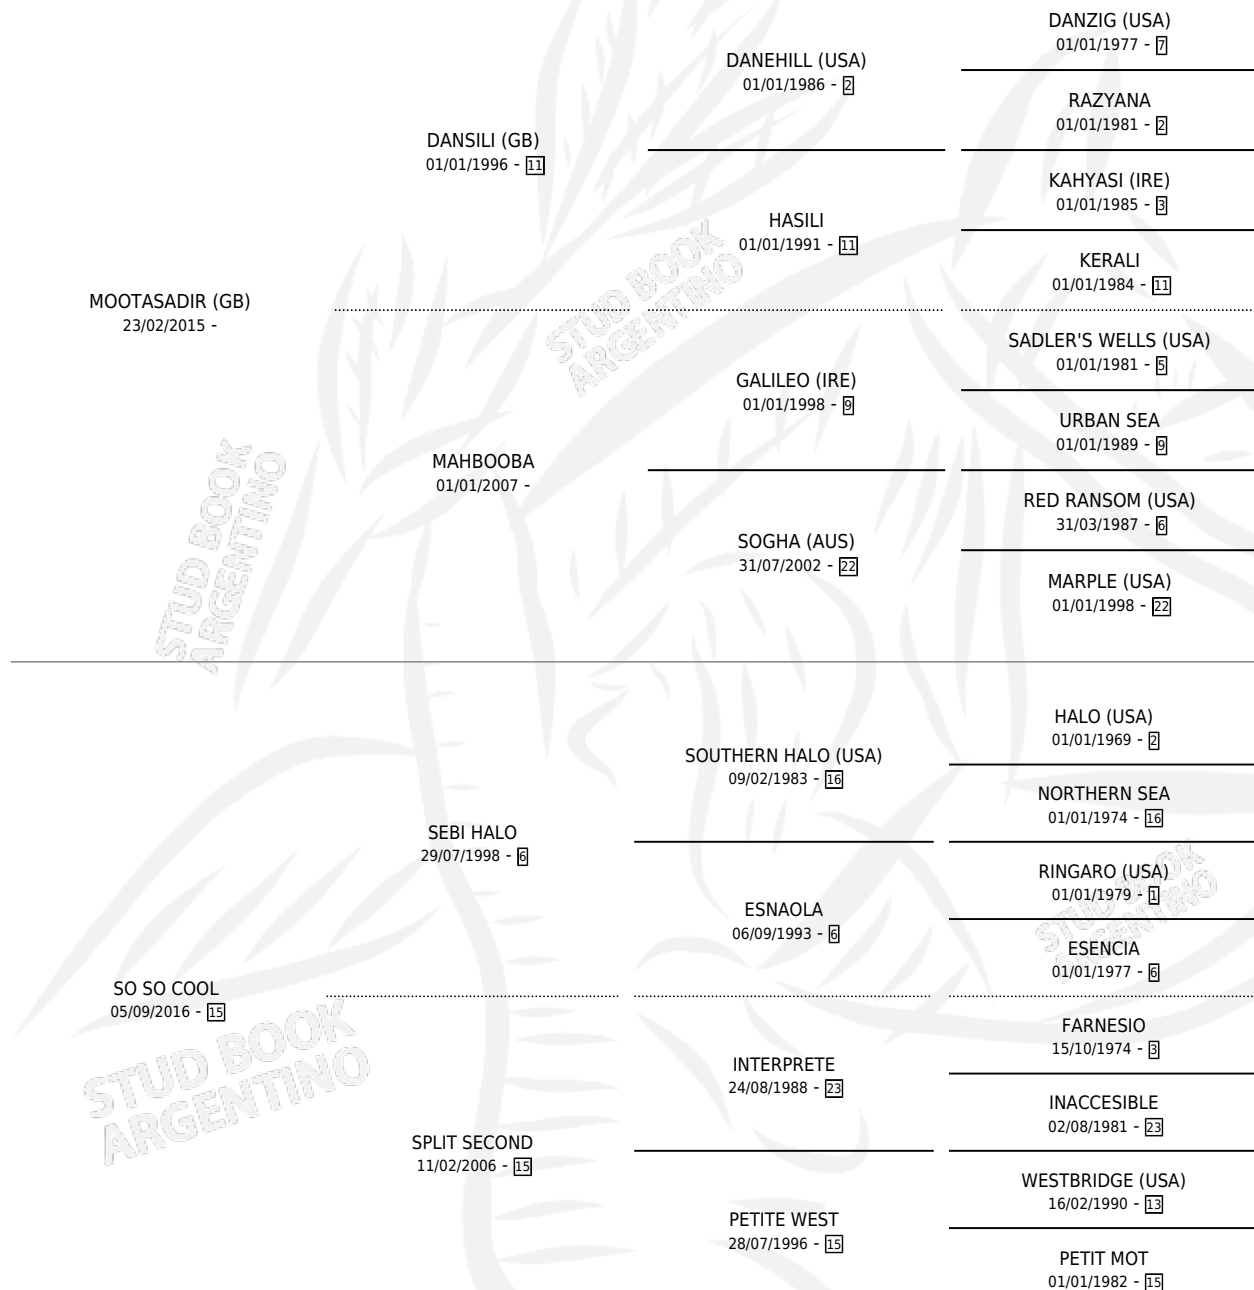 DANZIG (USA)
01/01/1977 - 7
DANEHILL (USA)
01/01/1986 - 2
RAZYANA
01/01/1981 - 2
DANSILI (GB)
01/01/1996 - 11
KAHYASI (IRE)
01/01/1985 - 3
HASILI
01/01/1991 - 11
KERALI
01/01/1984 - 11
MOOTASADIR (GB)
23/02/2015 -
SADLER'S WELLS (USA)
01/01/1981 - 5
GALILEO (IRE)
01/01/1998 - 9
URBAN SEA
01/01/1989 - 9
MAHBOOBA
01/01/2007 -
RED RANSOM (USA)
31/03/1987 - 6
SOGHA (AUS)
31/07/2002 - 22
MARPLE (USA)
01/01/1998 - 22
HALO (USA)
01/01/1969 - 2
SOUTHERN HALO (USA)
09/02/1983 - 16
NORTHERN SEA
01/01/1974 - 16
SEBI HALO
29/07/1998 - 6
RINGARO (USA)
01/01/1979 - 1
ESNAOLA
06/09/1993 - 6
ESENCIA
01/01/1977 - 6
SO SO COOL
05/09/2016 - 15
FARNESIO
15/10/1974 - 3
INTERPRETE
24/08/1988 - 23
INACCESIBLE
02/08/1981 - 23
SPLIT SECOND
11/02/2006 - 15
WESTBRIDGE (USA)
16/02/1990 - 13
PETITE WEST
28/07/1996 - 15
PETIT MOT
01/01/1982 - 15
STUD BOOK
ARGENTINO
STUD BOOK
ARGENTINO
STUD BOOK
ARGENTINO
STUD BOOK
ARGENTINO